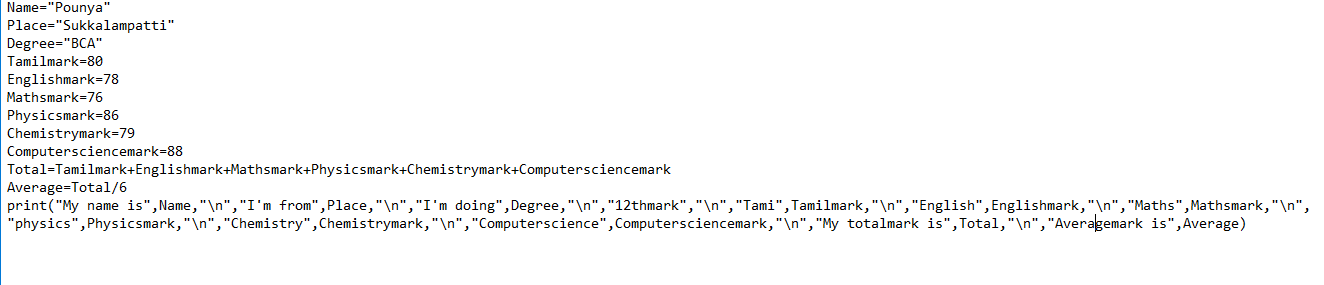 Name="Pounya"
Place="Sukkalampatti"
Degree="BCA"
Tamilmark=80
Englishmark=78
Mathsmark=76
Physicsmark=86
Chemistrymark=79
Computersciencemark=88
Total=Tamilmark+Englishmark+Mathsmark+Physicsmark+Chemistrymark+Computersciencemark
Average=Total/6
print("My name is",Name,"\n","I'm from",Place,"\n","I'm doing",Degree,"\n","12thmark","\n","Tami",Tamilmark,"\n","English",Englishmark,"\n","Maths",Mathsmark,"\n",
"physics",Physicsmark,"\n","Chemistry",Chemistrymark,"\n","Computerscience",Computersciencemark,"\n","My totalmark is",Total,"\n","Averagemark is",Average)